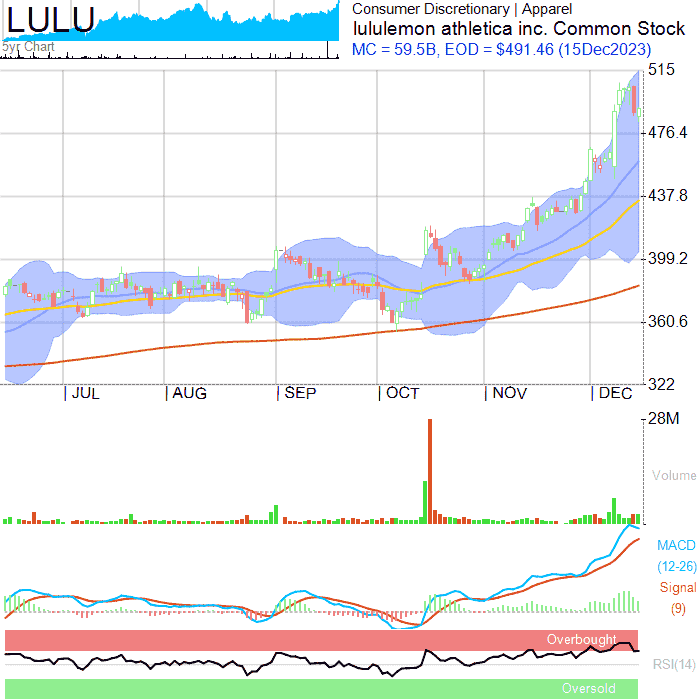 LULU
5yr Chart
Consumer Discretionary | Apparel
lululemon athletica inc. Common Stock
MC = 59.5B, EOD = $491.46 (15Dec2023)
515
476.4
437.8
399.2
360.6
322
| JUL | AUG | SEP | OCT | NOV | DEC
28M
Volume
MACD
(12-26)
Signal
(9)
Overbought
RSI(14)
Oversold